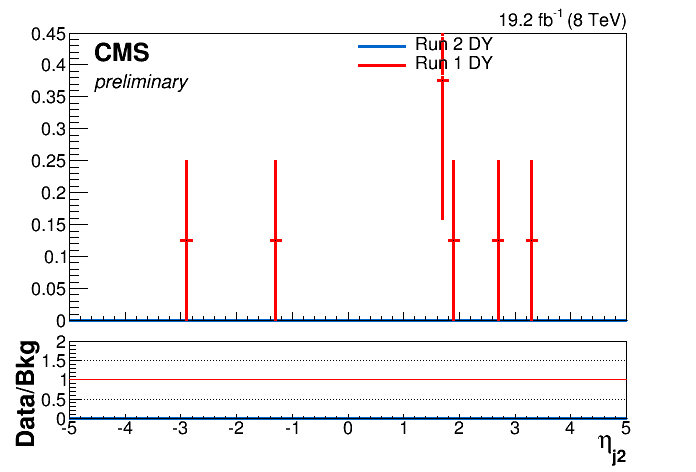 19.2 fb-1 (8 TeV)
CMS
preliminary
Run 2 DY
Run 1 DY
0.45
0.4
0.35
0.3
0.25
0.2
0.15
0.1
0.05
0
Data/Bkg
2
1.5
1
0.5
0
-5 -4 -3 -2 -1 0 1 2 3 4 5
ηj2